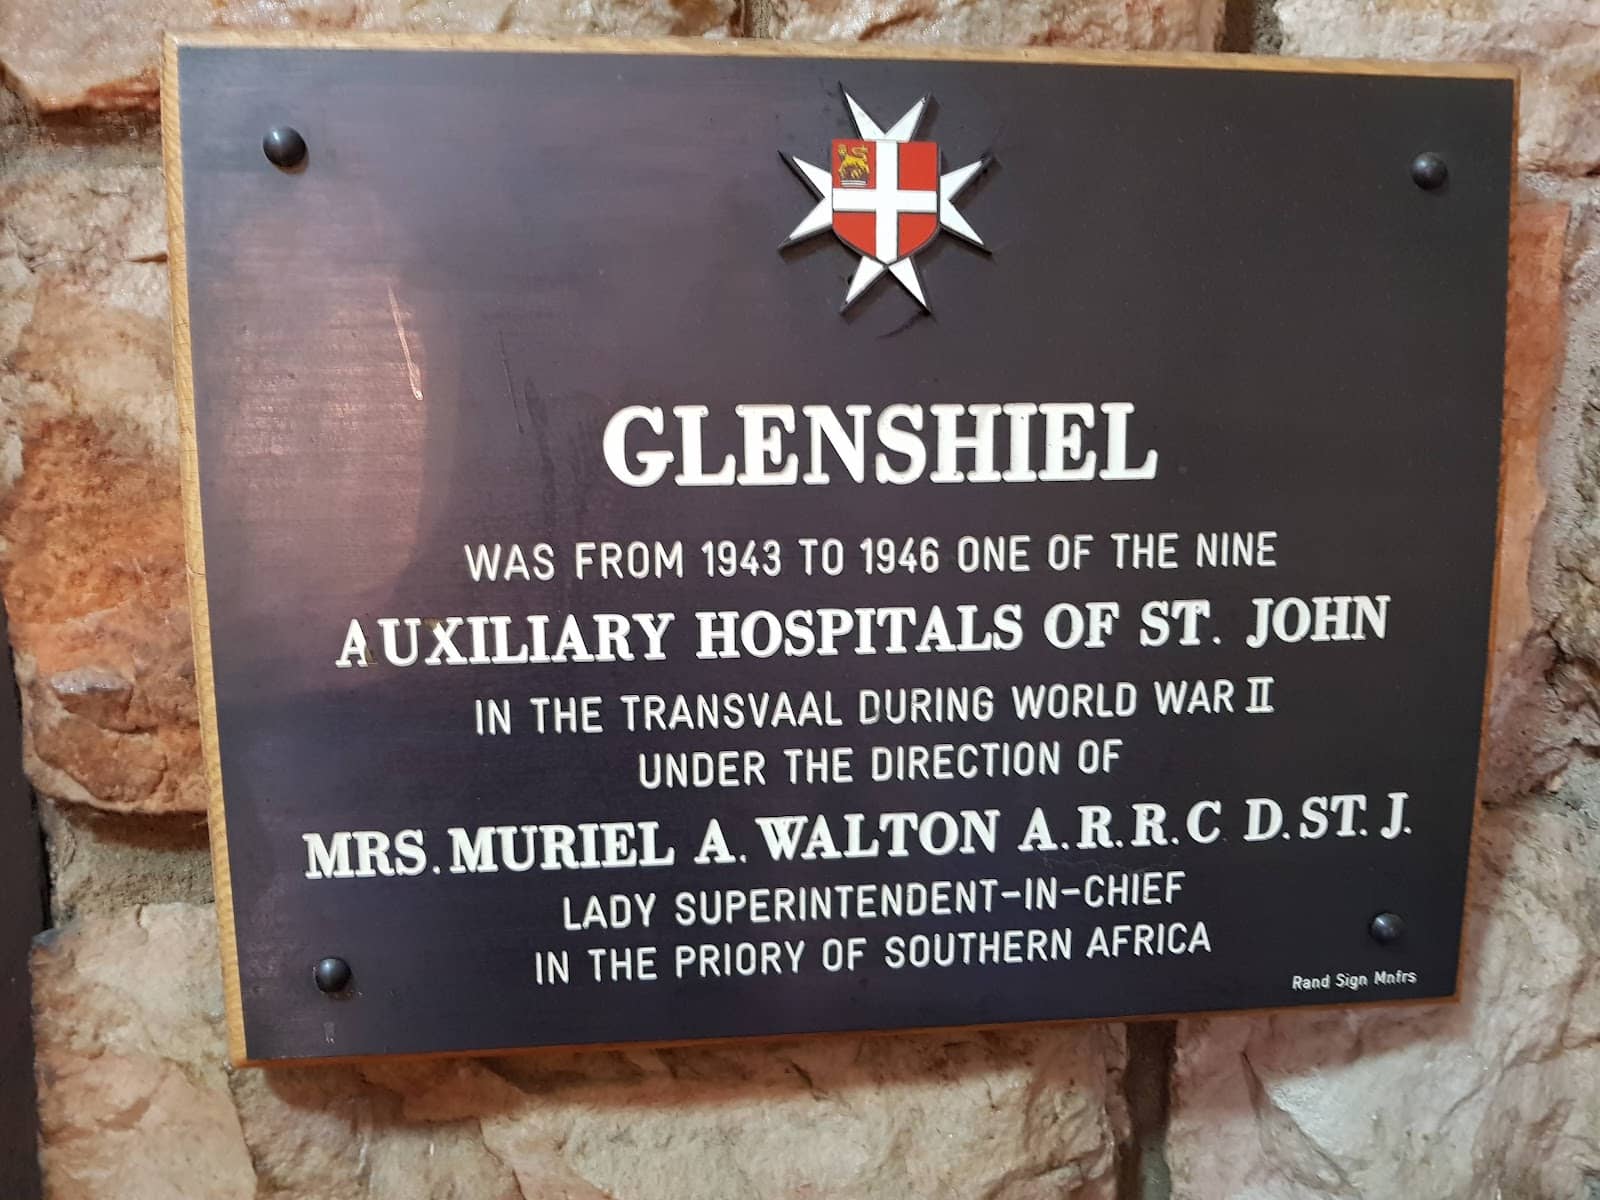 GLENSHIEL
WAS FROM 1943 TO 1946 ONE OF THE NINE
AUXILIARY HOSPITALS OF ST. JOHN
IN THE TRANSVAAL DURING WORLD WAR II
UNDER THE DIRECTION OF
MRS. MURIEL A. WALTON A.R.R.C D.ST. J.
LADY SUPERINTENDENT-IN-CHIEF
IN THE PRIORY OF SOUTHERN AFRICA
Rand Sign Mnfrs